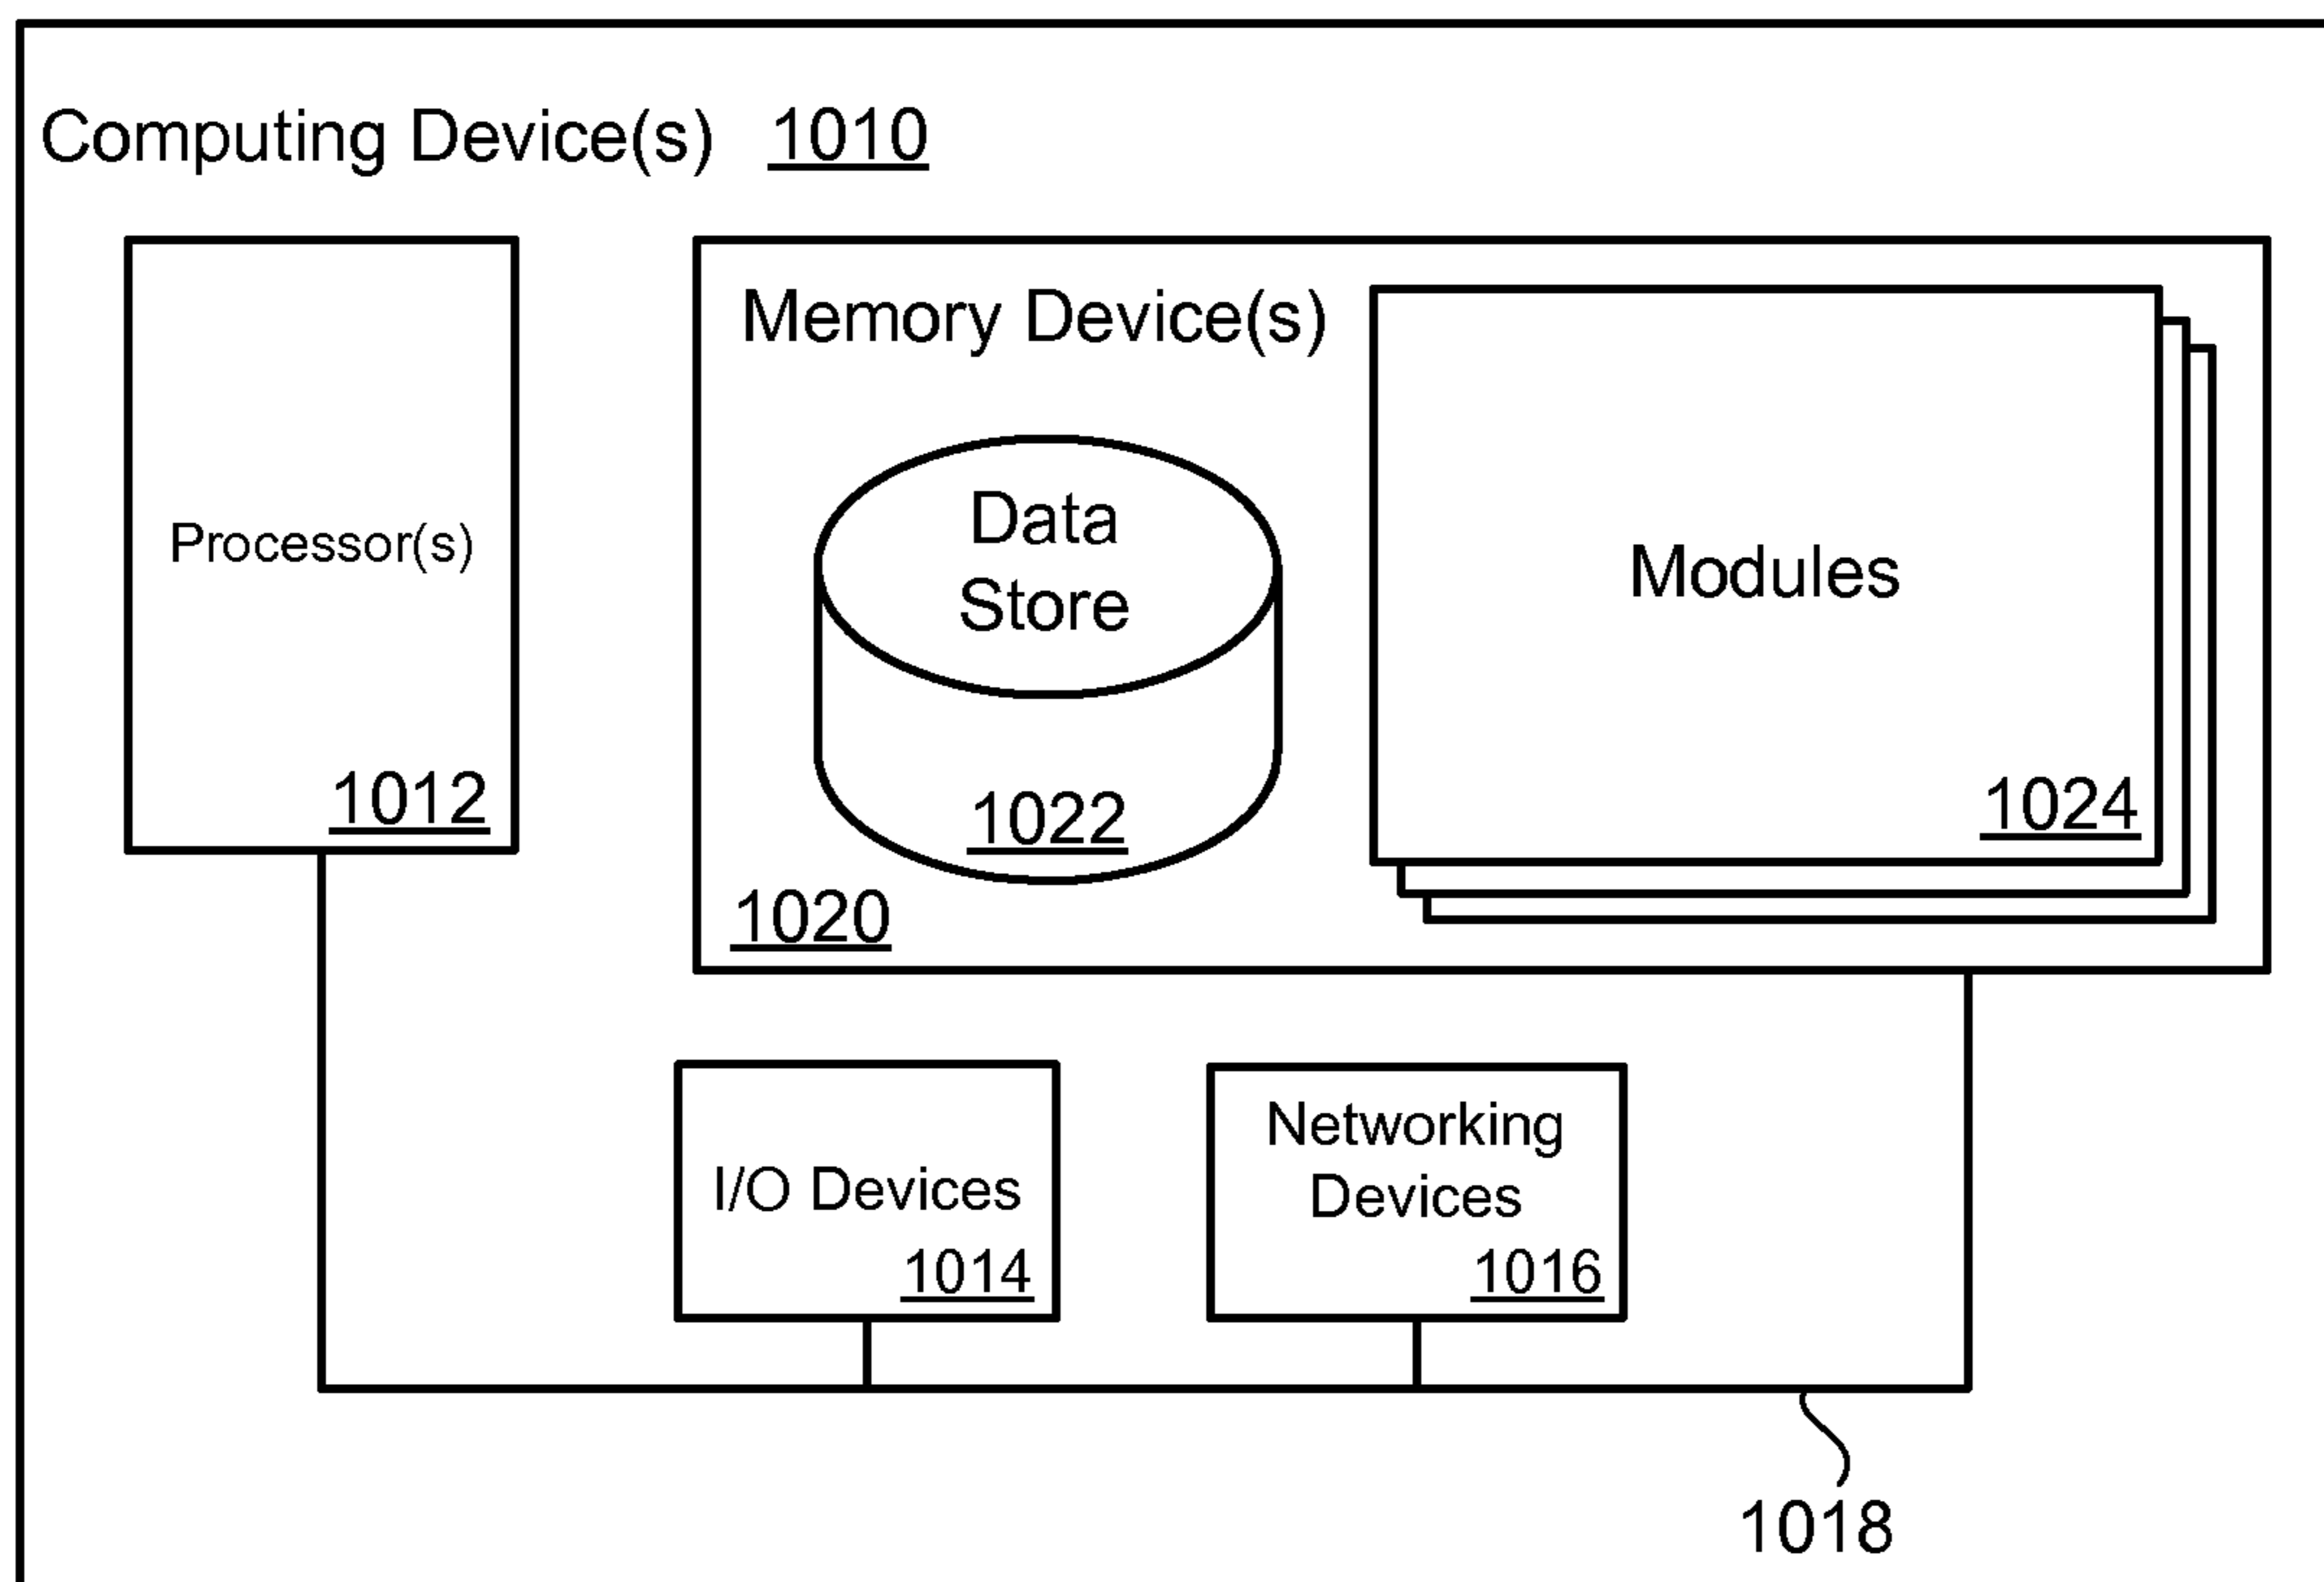 Computing Device(s) 1010
Processor(s)
1012
Memory Device(s)
Data
Store
1022
1020
Modules
1024
I/O Devices
1014
Networking
Devices
1016
1018